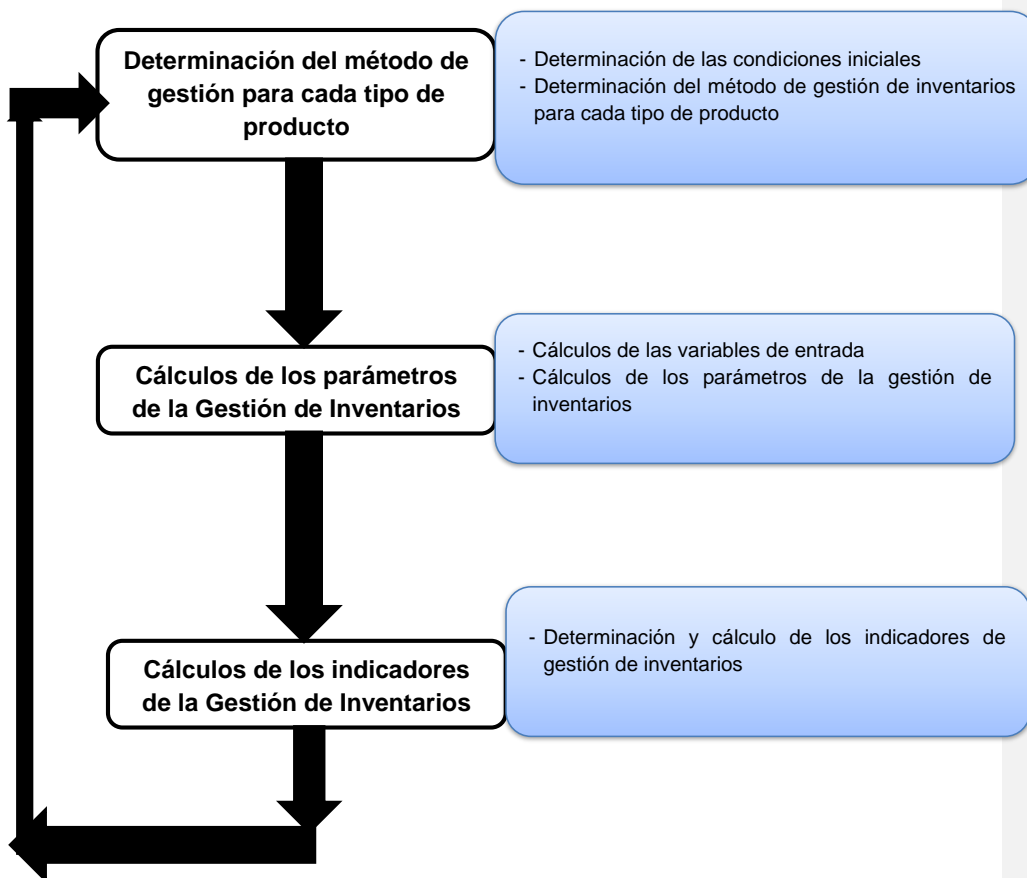 Determinación del método de
gestión para cada tipo de
producto
- Determinación de las condiciones iniciales
- Determinación del método de gestión de inventarios
para cada tipo de producto
Cálculos de los parámetros
de la Gestión de Inventarios
- Cálculos de las variables de entrada
- Cálculos de los parámetros de la gestión de
inventarios
Cálculos de los indicadores
de la Gestión de Inventarios
- Determinación y cálculo de los indicadores de
gestión de inventarios